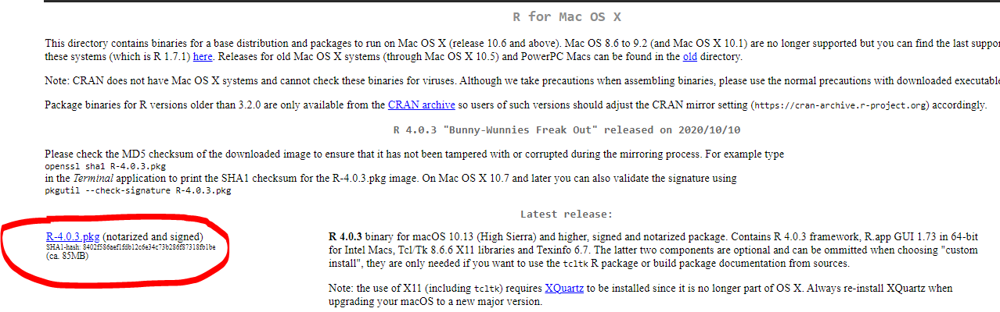 R for Mac OS X
This directory contains binaries for a base distribution and packages to run on Mac OS X (release 10.6 and above). Mac OS 8.6 to 9.2 (and Mac OS X 10.1) are no longer supported but you can find the last suppor
these systems (which is R 1.7.1) here. Releases for old Mac OS X systems (through Mac OS X 10.5) and PowerPC Macs can be found in the old directory.
Note: CRAN does not have Mac OS X systems and cannot check these binaries for viruses. Although we take precautions when assembling binaries, please use the normal precautions with downloaded executable
Package binaries for R versions older than 3.2.0 are only available from the CRAN archive so users of such versions should adjust the CRAN mirror setting (https://cran-archive.r-project.org) accordingly.
R 4.0.3 "Bunny-Wunnies Freak Out" released on 2020/10/10
Please check the MD5 checksum of the downloaded image to ensure that it has not been tampered with or corrupted during the mirroring process. For example type
openssl sha1 R-4.0.3.pkg
in the Terminal application to print the SHA1 checksum for the R-4.0.3.pkg image. On Mac OS X 10.7 and later you can also validate the signature using
pkgutil --check-signature R-4.0.3.pkg
Latest release:
R-4.0.3.pkg (notarized and signed)
SHA1-hash: 8402f586aef1fdb12c6e34c73b286f87318fb1be
(ca. 85MB)
R 4.0.3 binary for macOS 10.13 (High Sierra) and higher, signed and notarized package. Contains R 4.0.3 framework, R.app GUI 1.73 in 64-bit
for Intel Macs, Tcl/Tk 8.6.6 X11 libraries and Texinfo 6.7. The latter two components are optional and can be ommitted when choosing "custom
install", they are only needed if you want to use the tcltk R package or build package documentation from sources.
Note: the use of X11 (including tcltk) requires XQuartz to be installed since it is no longer part of OS X. Always re-install XQuartz when
upgrading your macOS to a new major version.